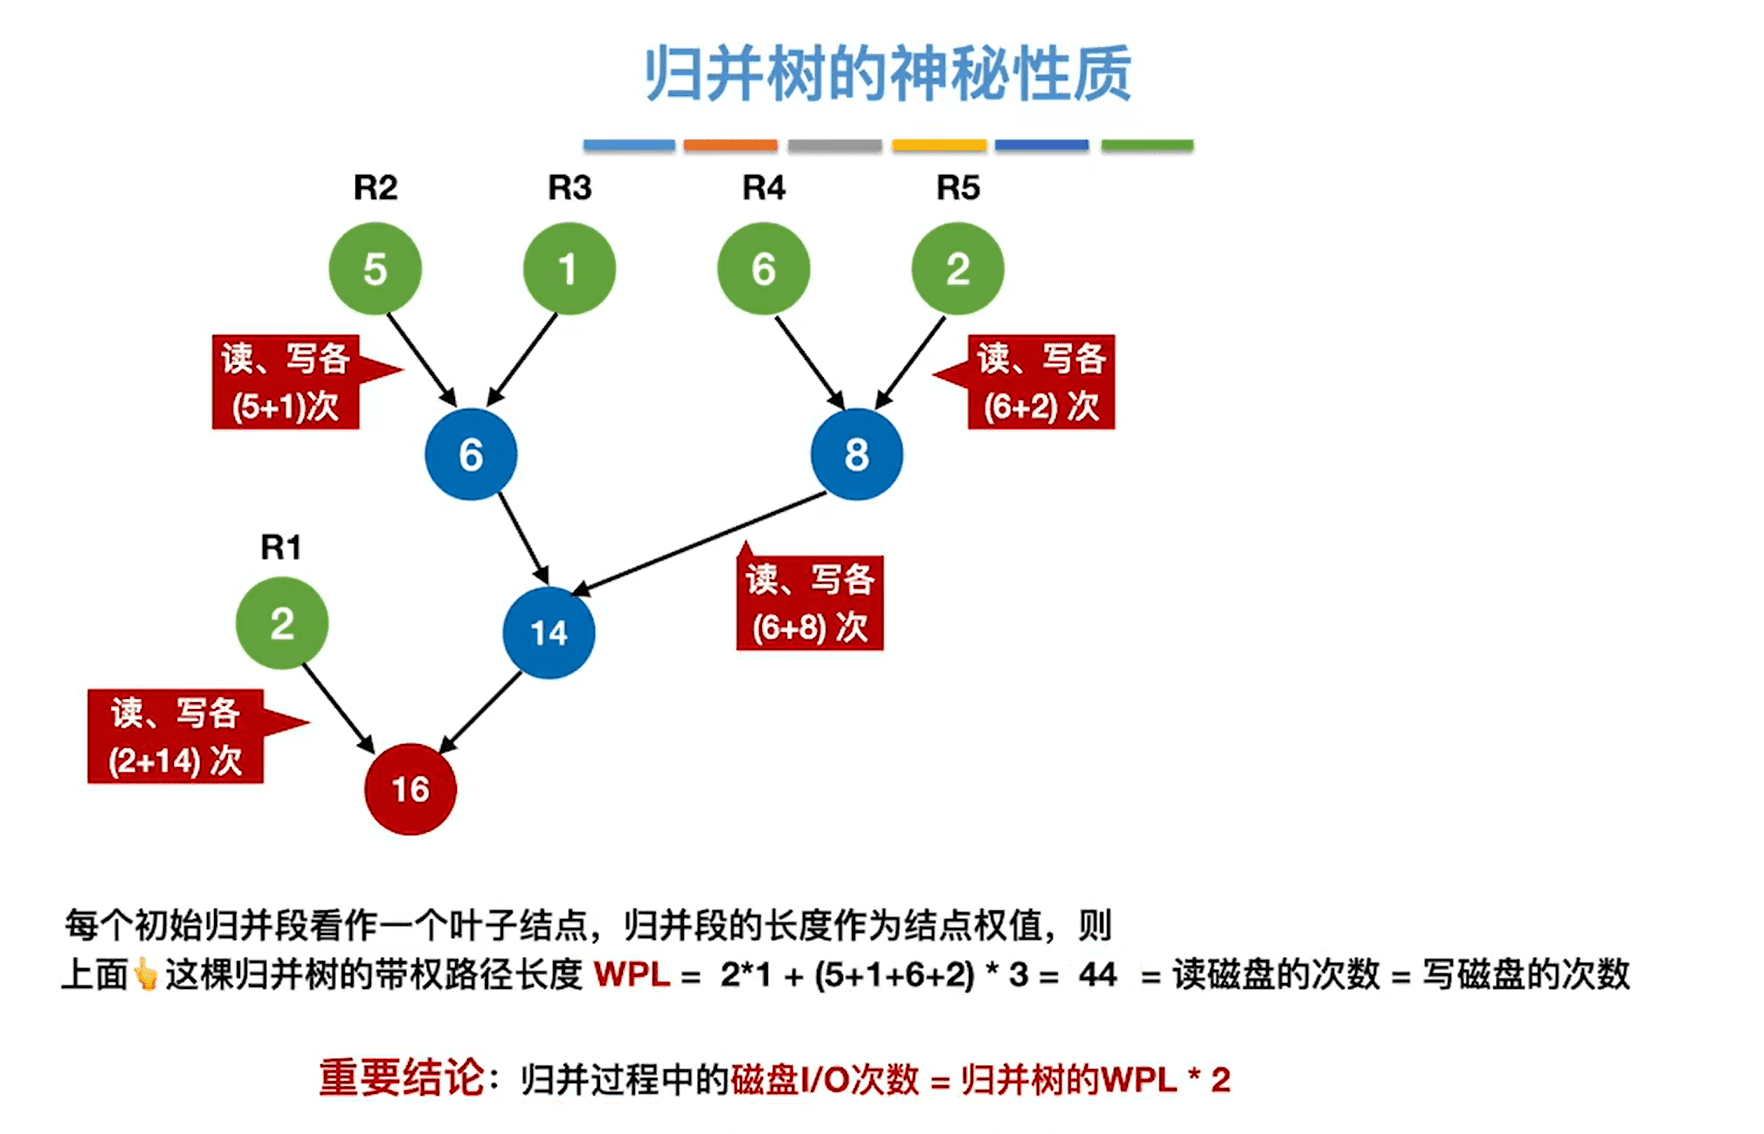 归并树的神秘性质
R2 R3 R4 R5
5 1 6 2
读、写各
(5+1)次
读、写各
(6+2) 次
6 8
R1
读、写各
(6+8) 次
2 14
读、写各
(2+14) 次
16
每个初始归并段看作一个叶子结点，归并段的长度作为结点权值，则
上面👆这棵归并树的带权路径长度 WPL = 2*1 + (5+1+6+2) * 3 = 44 = 读磁盘的次数 = 写磁盘的次数
重要结论：归并过程中的磁盘I/O次数 = 归并树的WPL * 2